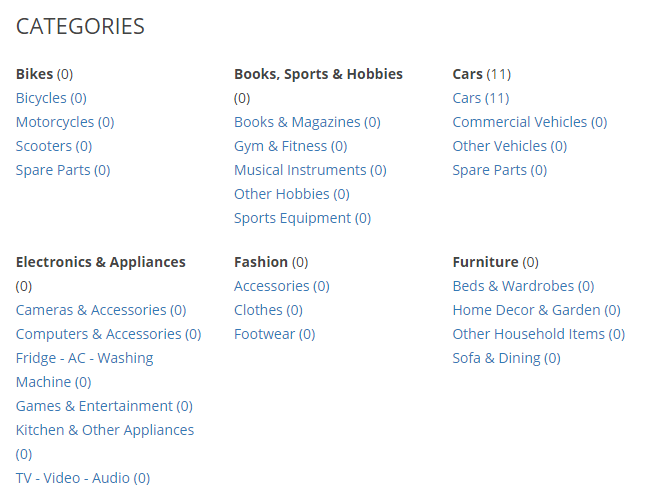 CATEGORIES
Bikes (0)
Bicycles (0)
Motorcycles (0)
Scooters (0)
Spare Parts (0)
Books, Sports & Hobbies
(0)
Books & Magazines (0)
Gym & Fitness (0)
Musical Instruments (0)
Other Hobbies (0)
Sports Equipment (0)
Cars (11)
Cars (11)
Commercial Vehicles (0)
Other Vehicles (0)
Spare Parts (0)
Electronics & Appliances
(0)
Cameras & Accessories (0)
Computers & Accessories (0)
Fridge - AC - Washing
Machine (0)
Games & Entertainment (0)
Kitchen & Other Appliances
(0)
TV - Video - Audio (0)
Fashion (0)
Accessories (0)
Clothes (0)
Footwear (0)
Furniture (0)
Beds & Wardrobes (0)
Home Decor & Garden (0)
Other Household Items (0)
Sofa & Dining (0)